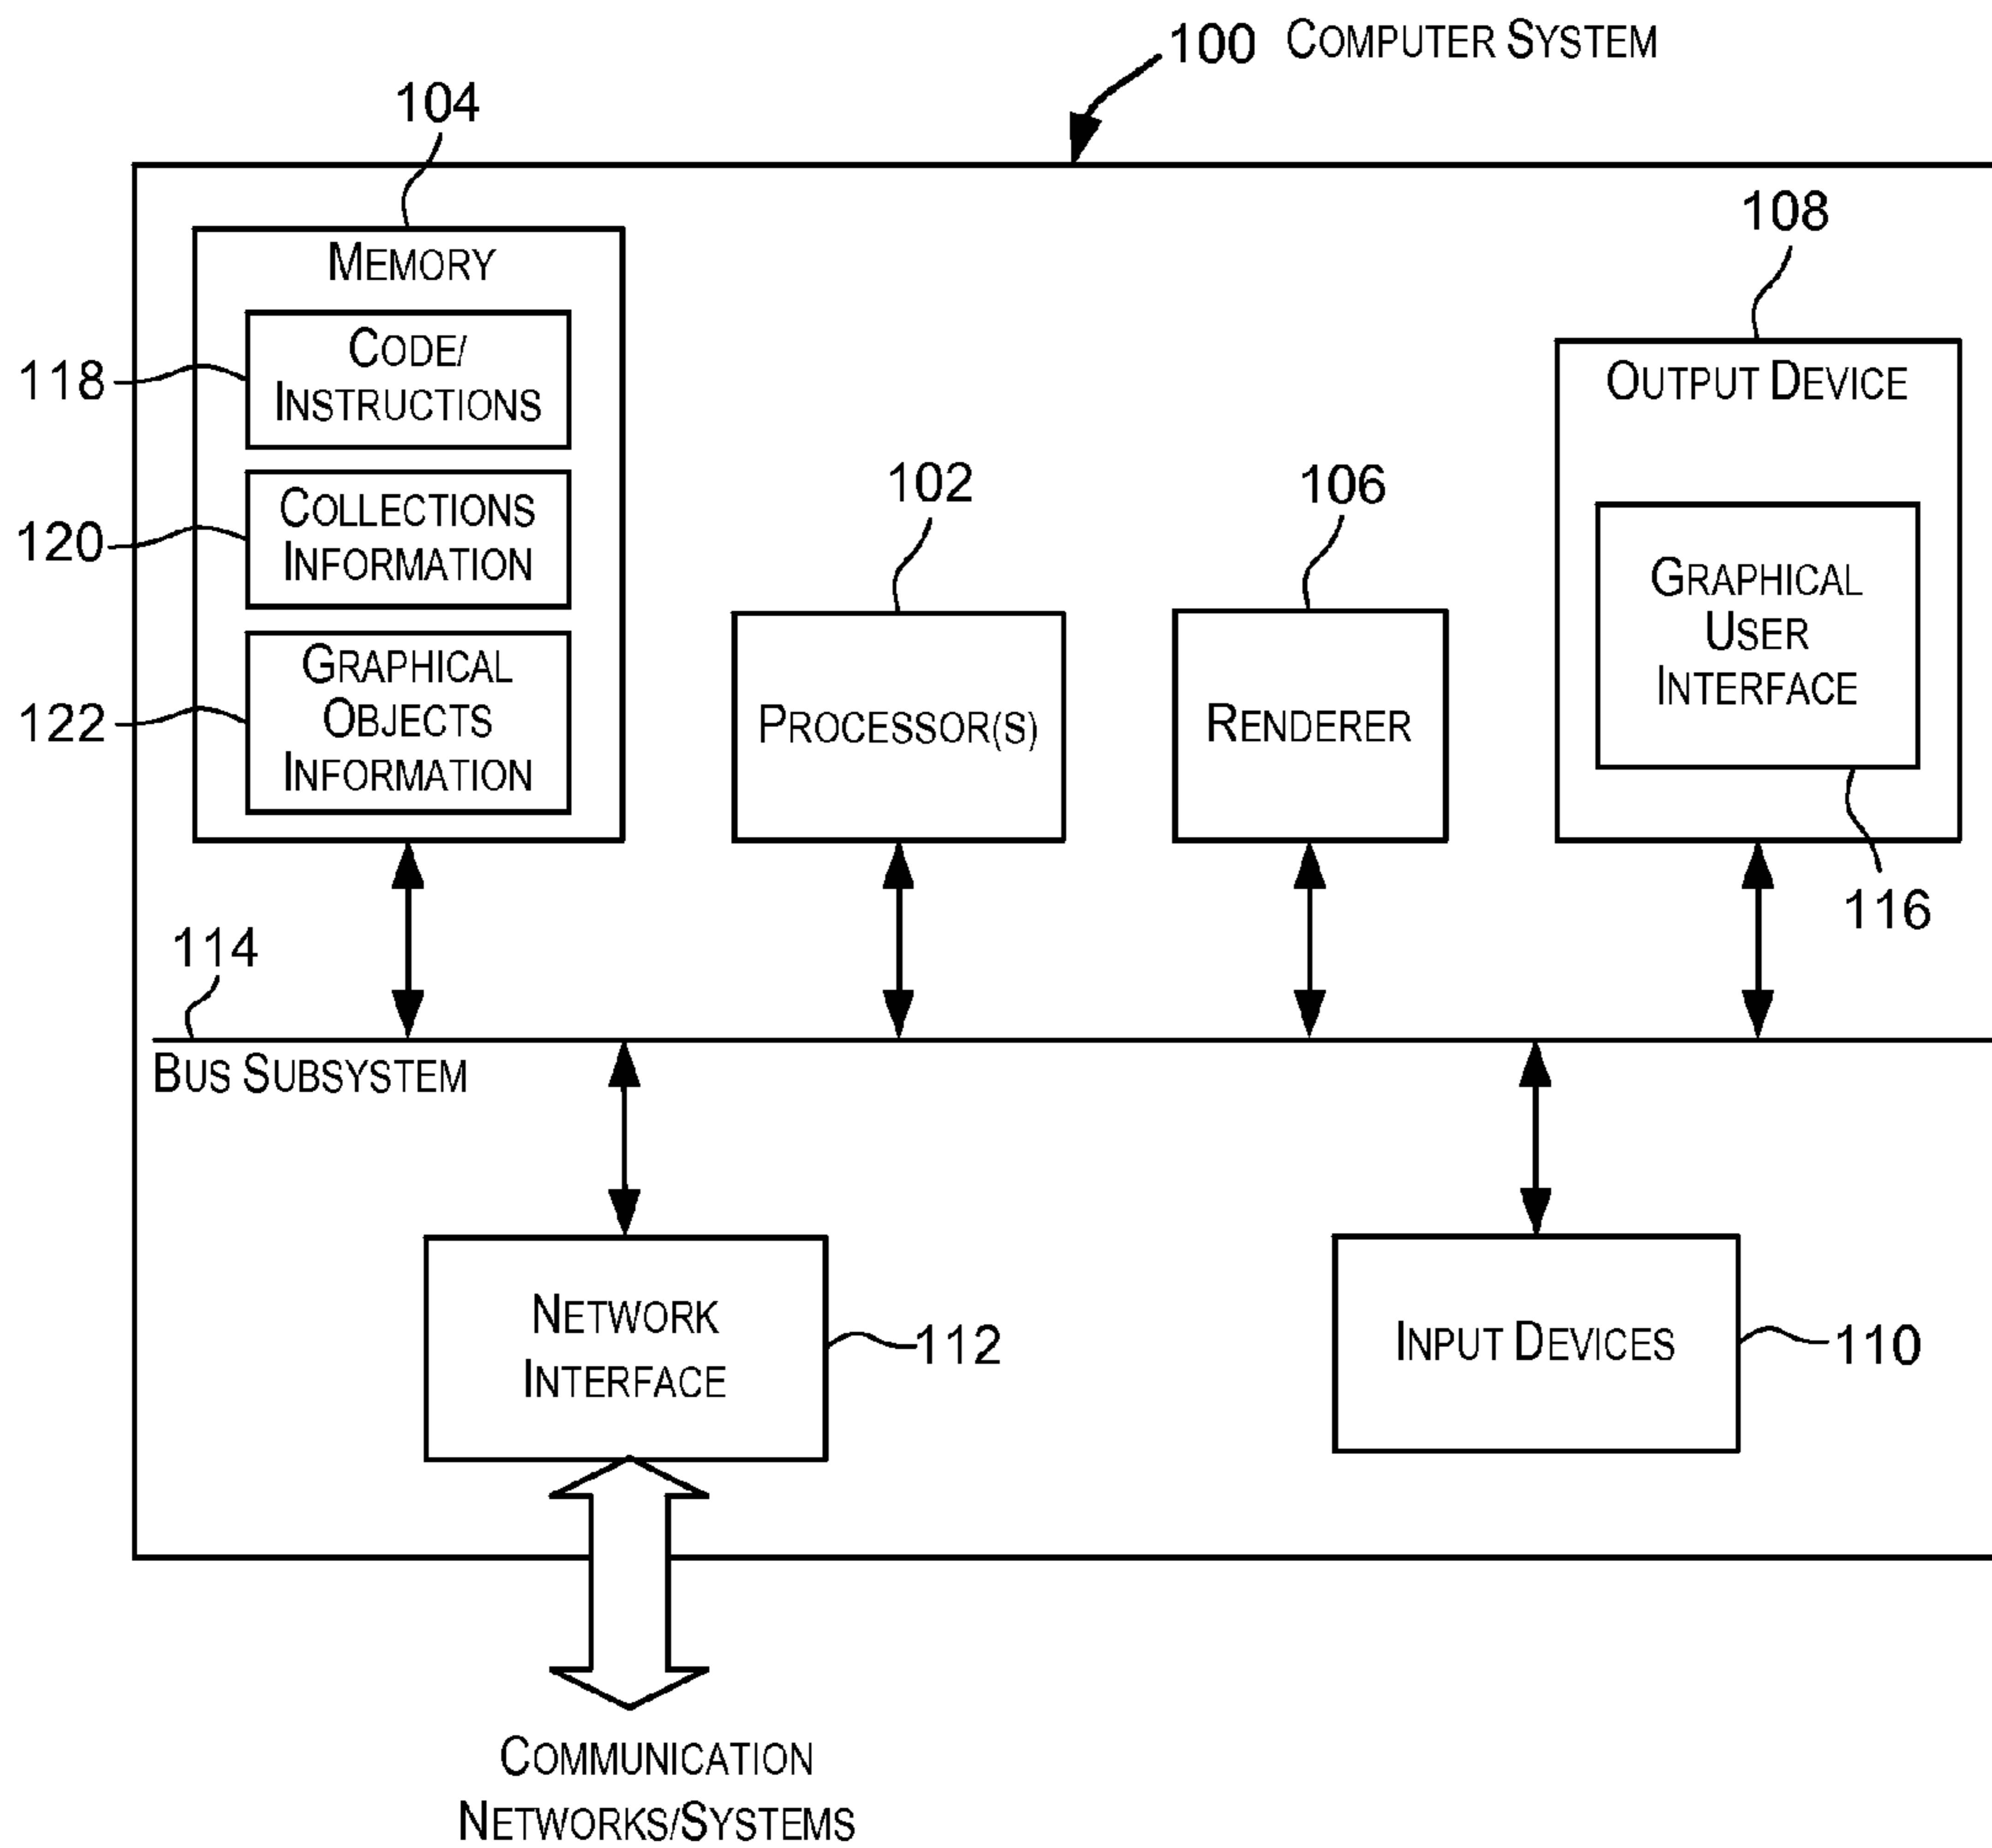 100 COMPUTER SYSTEM
104
108
MEMORY
CODE/
INSTRUCTIONS
118
OUTPUT DEVICE
102
106
COLLECTIONS
INFORMATION
120
GRAPHICAL
USER
INTERFACE
GRAPHICAL
OBJECTS
INFORMATION
122
PROCESSOR(S)
RENDERER
116
114
BUS SUBSYSTEM
NETWORK
INTERFACE
112
INPUT DEVICES
110
COMMUNICATION
NETWORKS/SYSTEMS